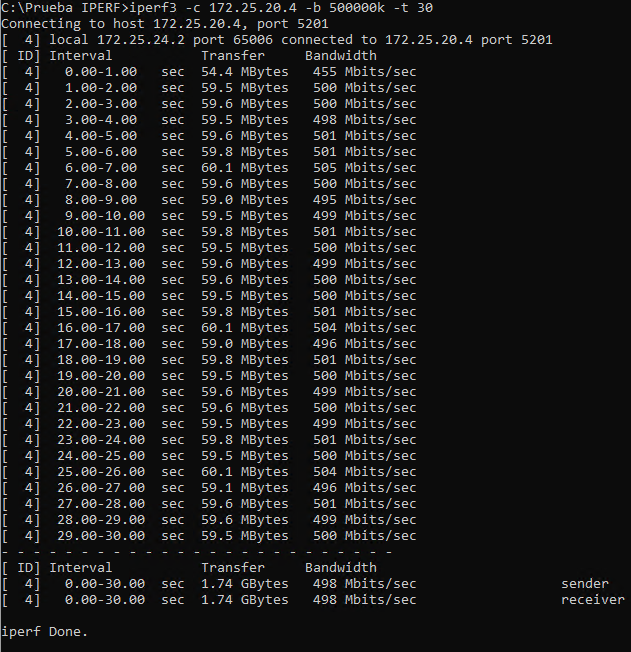 C:\Prueba IPERF>iperf3 -c 172.25.20.4 -b 500000k -t 30
Connecting to host 172.25.20.4, port 5201
[  4] local 172.25.24.2 port 65006 connected to 172.25.20.4 port 5201
[ ID] Interval           Transfer     Bandwidth
[  4]   0.00-1.00   sec  54.4 MBytes   455 Mbits/sec
[  4]   1.00-2.00   sec  59.5 MBytes   500 Mbits/sec
[  4]   2.00-3.00   sec  59.6 MBytes   500 Mbits/sec
[  4]   3.00-4.00   sec  59.5 MBytes   498 Mbits/sec
[  4]   4.00-5.00   sec  59.6 MBytes   501 Mbits/sec
[  4]   5.00-6.00   sec  59.8 MBytes   501 Mbits/sec
[  4]   6.00-7.00   sec  60.1 MBytes   505 Mbits/sec
[  4]   7.00-8.00   sec  59.6 MBytes   500 Mbits/sec
[  4]   8.00-9.00   sec  59.0 MBytes   495 Mbits/sec
[  4]   9.00-10.00  sec  59.5 MBytes   499 Mbits/sec
[  4]  10.00-11.00  sec  59.8 MBytes   501 Mbits/sec
[  4]  11.00-12.00  sec  59.5 MBytes   500 Mbits/sec
[  4]  12.00-13.00  sec  59.6 MBytes   499 Mbits/sec
[  4]  13.00-14.00  sec  59.6 MBytes   500 Mbits/sec
[  4]  14.00-15.00  sec  59.5 MBytes   500 Mbits/sec
[  4]  15.00-16.00  sec  59.8 MBytes   501 Mbits/sec
[  4]  16.00-17.00  sec  60.1 MBytes   504 Mbits/sec
[  4]  17.00-18.00  sec  59.0 MBytes   496 Mbits/sec
[  4]  18.00-19.00  sec  59.8 MBytes   501 Mbits/sec
[  4]  19.00-20.00  sec  59.5 MBytes   500 Mbits/sec
[  4]  20.00-21.00  sec  59.6 MBytes   499 Mbits/sec
[  4]  21.00-22.00  sec  59.6 MBytes   500 Mbits/sec
[  4]  22.00-23.00  sec  59.5 MBytes   499 Mbits/sec
[  4]  23.00-24.00  sec  59.8 MBytes   501 Mbits/sec
[  4]  24.00-25.00  sec  59.5 MBytes   500 Mbits/sec
[  4]  25.00-26.00  sec  60.1 MBytes   504 Mbits/sec
[  4]  26.00-27.00  sec  59.1 MBytes   496 Mbits/sec
[  4]  27.00-28.00  sec  59.6 MBytes   501 Mbits/sec
[  4]  28.00-29.00  sec  59.6 MBytes   499 Mbits/sec
[  4]  29.00-30.00  sec  59.5 MBytes   500 Mbits/sec
- - - - - - - - - - - - - - - - - - - - - - - - -
[ ID] Interval           Transfer     Bandwidth
[  4]   0.00-30.00  sec  1.74 GBytes   498 Mbits/sec                  sender
[  4]   0.00-30.00  sec  1.74 GBytes   498 Mbits/sec                  receiver
iperf Done.